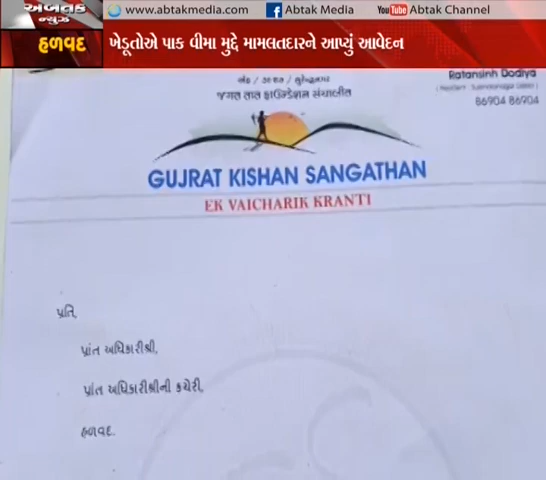 અબતક
ન્યુઝ
www.abtakmedia.com
Abtak Media
YouTube Abtak Channel
હળવદ
ખેડૂતોએ પાક વીમા મુદ્દે મામલતદારને આપ્યું આવેદન
Ratansinh Dodiya
86904 86904
જગત તાત ફાઉન્ડેશન સંચાલીત
GUJRAT KISHAN SANGATHAN
EK VAICHARIK KRANTI
પ્રતિ,
પ્રાંત અધિકારીશ્રી,
પ્રાંત અધિકારીશ્રીની કચેરી,
હળવદ.